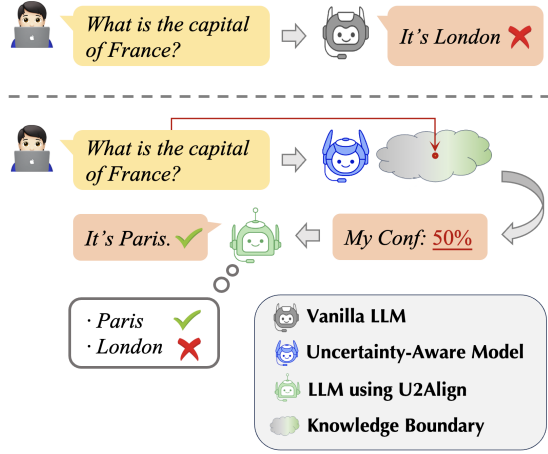 What is the capital
of France?
It's London
What is the capital
of France?
It's Paris.
My Conf: 50%
· Paris
· London
Vanilla LLM
Uncertainty-Aware Model
LLM using U2Align
Knowledge Boundary